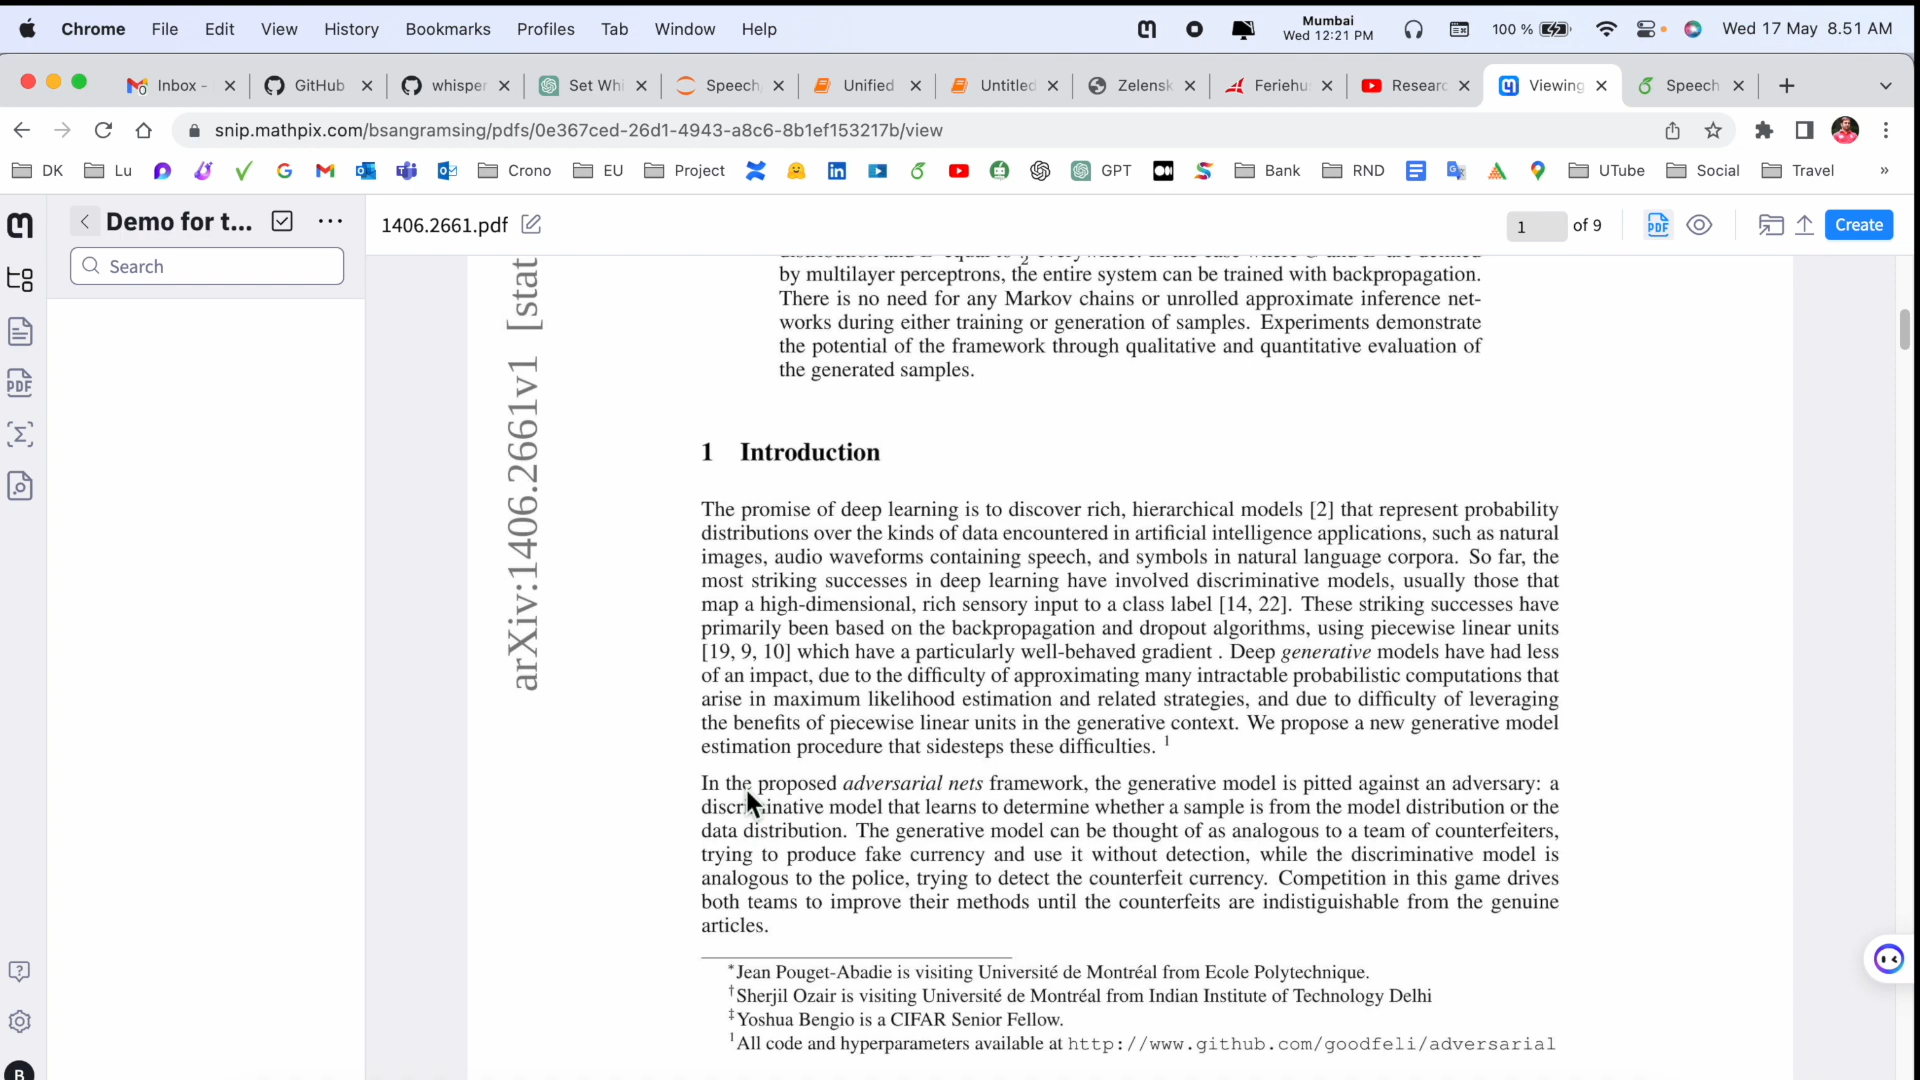 Chrome File Edit View History Bookmarks Profiles Tab Window Help Mumbai Wed 12:21 PM 100 % Wed 17 May 8.51 AM
Inbox - GitHub whisper Set Whi Speech, Unified Untitled Zelensk Feriehu Researc Viewing Speech
snip.mathpix.com/bsangramsing/pdfs/0e367ced-26d1-4943-a8c6-8b1ef153217b/view
DK Lu Crono EU Project GPT Bank RND UTube Social Travel »
Demo for t... 1406.2661.pdf 1 of 9 PDF Create
Search
PDF
arXiv:1406.2661v1 [stat
by multilayer perceptrons, the entire system can be trained with backpropagation.
There is no need for any Markov chains or unrolled approximate inference net-
works during either training or generation of samples. Experiments demonstrate
the potential of the framework through qualitative and quantitative evaluation of
the generated samples.
1 Introduction
The promise of deep learning is to discover rich, hierarchical models [2] that represent probability
distributions over the kinds of data encountered in artificial intelligence applications, such as natural
images, audio waveforms containing speech, and symbols in natural language corpora. So far, the
most striking successes in deep learning have involved discriminative models, usually those that
map a high-dimensional, rich sensory input to a class label [14, 22]. These striking successes have
primarily been based on the backpropagation and dropout algorithms, using piecewise linear units
[19, 9, 10] which have a particularly well-behaved gradient . Deep generative models have had less
of an impact, due to the difficulty of approximating many intractable probabilistic computations that
arise in maximum likelihood estimation and related strategies, and due to difficulty of leveraging
the benefits of piecewise linear units in the generative context. We propose a new generative model
estimation procedure that sidesteps these difficulties. 1
In the proposed adversarial nets framework, the generative model is pitted against an adversary: a
discriminative model that learns to determine whether a sample is from the model distribution or the
data distribution. The generative model can be thought of as analogous to a team of counterfeiters,
trying to produce fake currency and use it without detection, while the discriminative model is
analogous to the police, trying to detect the counterfeit currency. Competition in this game drives
both teams to improve their methods until the counterfeits are indistiguishable from the genuine
articles.
*Jean Pouget-Abadie is visiting Université de Montréal from Ecole Polytechnique.
†Sherjil Ozair is visiting Université de Montréal from Indian Institute of Technology Delhi
‡Yoshua Bengio is a CIFAR Senior Fellow.
1All code and hyperparameters available at http://www.github.com/goodfeli/adversarial
B